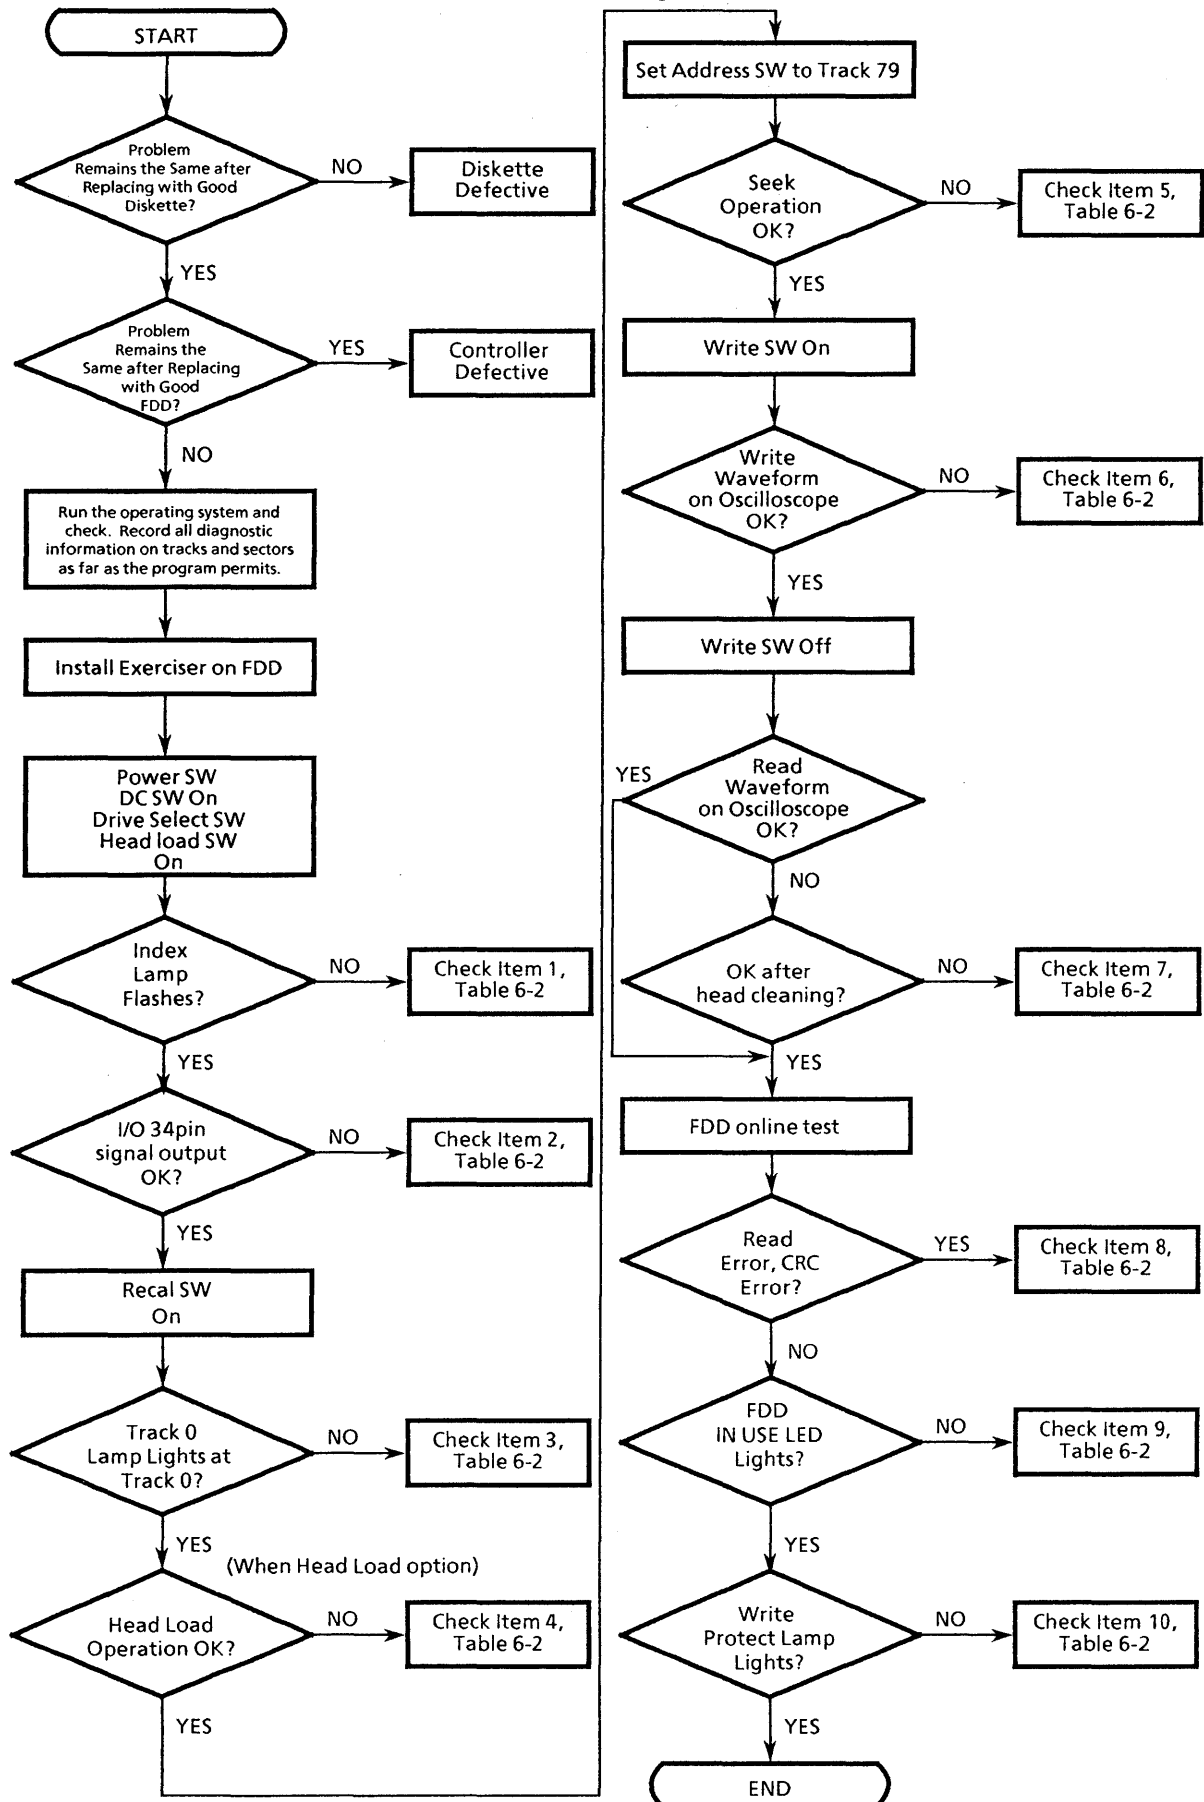 START
Problem
Remains the Same after
Replacing with Good
Diskette?
NO
Diskette
Defective
YES
Problem
Remains the
Same after Replacing
with Good
FDD?
YES
Controller
Defective
NO
Run the operating system and
check. Record all diagnostic
information on tracks and sectors
as far as the program permits.
Install Exerciser on FDD
Power SW
DC SW On
Drive Select SW
Head load SW
On
Index
Lamp
Flashes?
NO
Check Item 1,
Table 6-2
YES
I/O 34pin
signal output
OK?
NO
Check Item 2,
Table 6-2
YES
Recal SW
On
Track 0
Lamp Lights at
Track 0?
NO
Check Item 3,
Table 6-2
YES
(When Head Load option)
Head Load
Operation OK?
NO
Check Item 4,
Table 6-2
YES
Set Address SW to Track 79
Seek
Operation
OK?
NO
Check Item 5,
Table 6-2
YES
Write SW On
Write
Waveform
on Oscilloscope
OK?
NO
Check Item 6,
Table 6-2
YES
Write SW Off
YES
Read
Waveform
on Oscilloscope
OK?
NO
OK after
head cleaning?
NO
Check Item 7,
Table 6-2
YES
FDD online test
Read
Error, CRC
Error?
YES
Check Item 8,
Table 6-2
NO
FDD
IN USE LED
Lights?
NO
Check Item 9,
Table 6-2
YES
Write
Protect Lamp
Lights?
NO
Check Item 10,
Table 6-2
YES
END